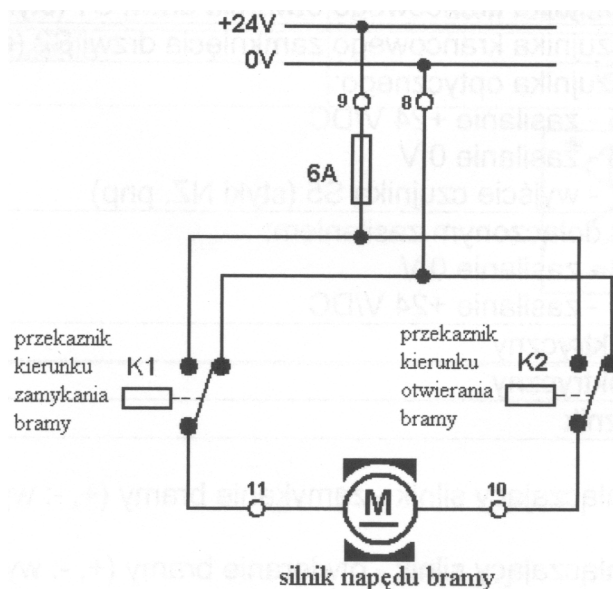 +24V
0V
9
8
6A
przekaznik
kierunku
zamykania
bramy
K1
przekaznik
kierunku
otwierania
bramy
K2
11
M
10
silnik napędu bramy